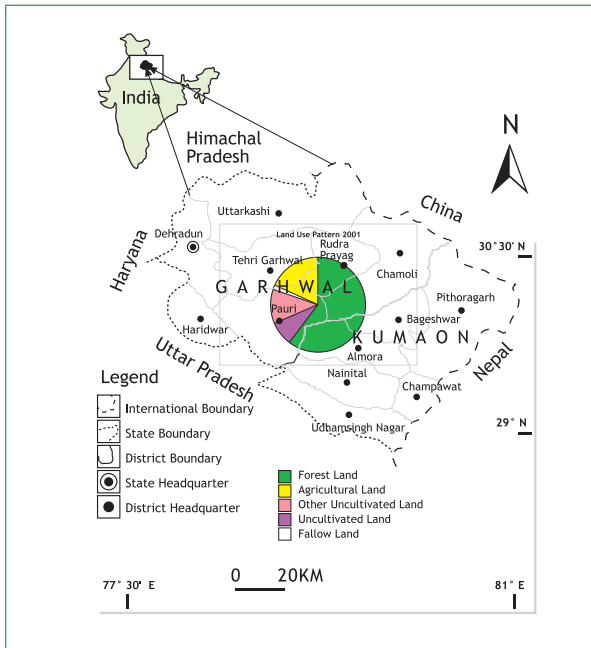 India
Himachal
Pradesh
N
China
Uttarkashi
Land Use Pattern 2001
Dehradun
Rudra
Prayag
30° 30' N
Tehri Garhwal
Chamoli
Haryana
GARHWAL
Pithoragarh
Pauri
Bageshwar
Haridwar
KUMAON
Almora
Nepal
Uttar Pradesh
Nainital
Legend
Champawat
International Boundary
Udhamsingh Nagar
29° N
State Boundary
District Boundary
State Headquarter
District Headquarter
Forest Land
Agricultural Land
Other Uncultivated Land
Uncultivated Land
Fallow Land
0 20KM
77° 30' E
81° E